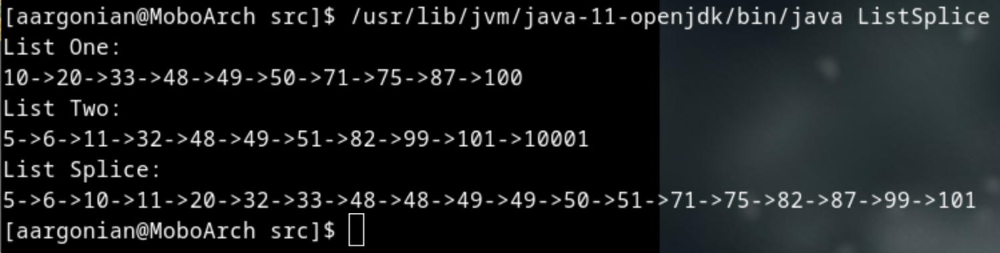 [aargonian@MoboArch src]$ /usr/lib/jvm/java-11-openjdk/bin/java ListSplice
List One:
10->20->33->48->49->50->71->75->87->100
List Two:
5->6->11->32->48->49->51->82->99->101->10001
List Splice:
5->6->10->11->20->32->33->48->48->49->49->50->51->71->75->82->87->99->101
[aargonian@MoboArch src]$